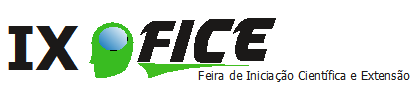 IX FICE
Feira de Iniciação Científica e Extensão